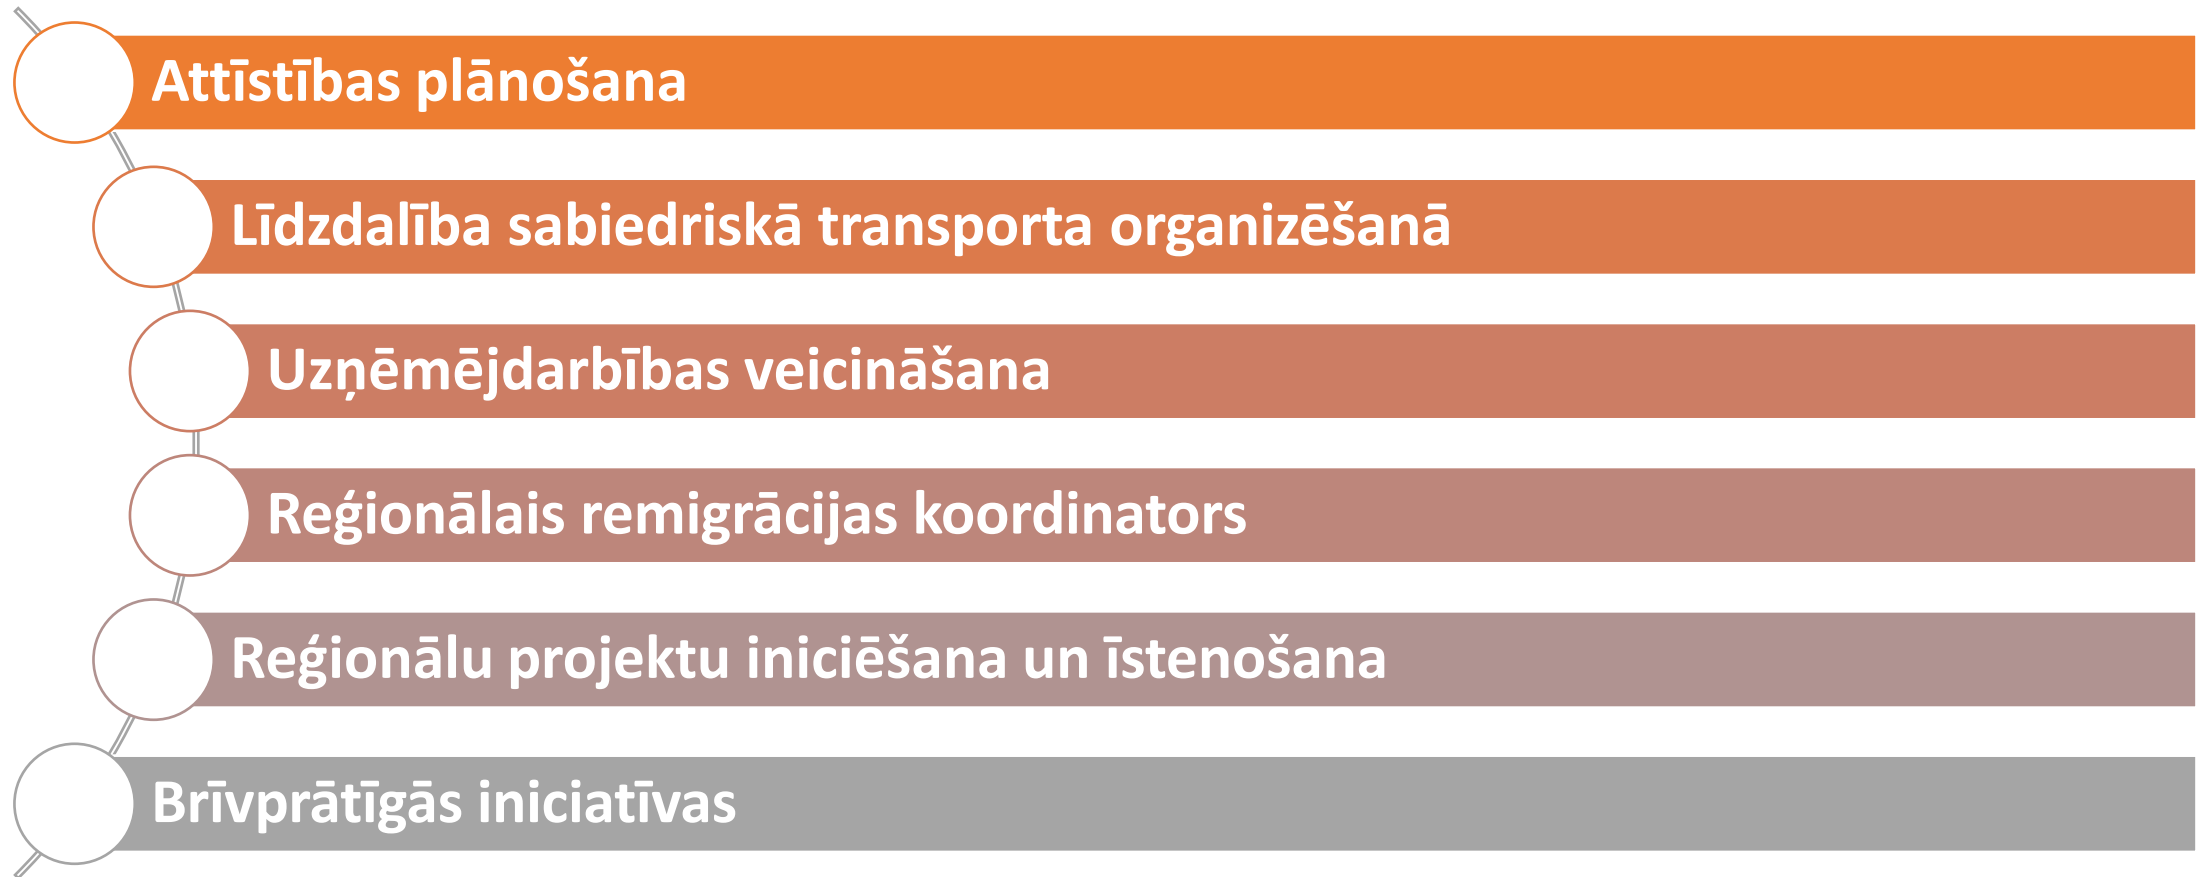 Attīstības plānošana
Līdzdalība sabiedriskā transporta organizēšanā
Uzņēmējdarbības veicināšana
Reģionālais remigrācijas koordinators
Reģionālu projektu iniciēšana un īstenošana
Brīvprātīgās iniciatīvas